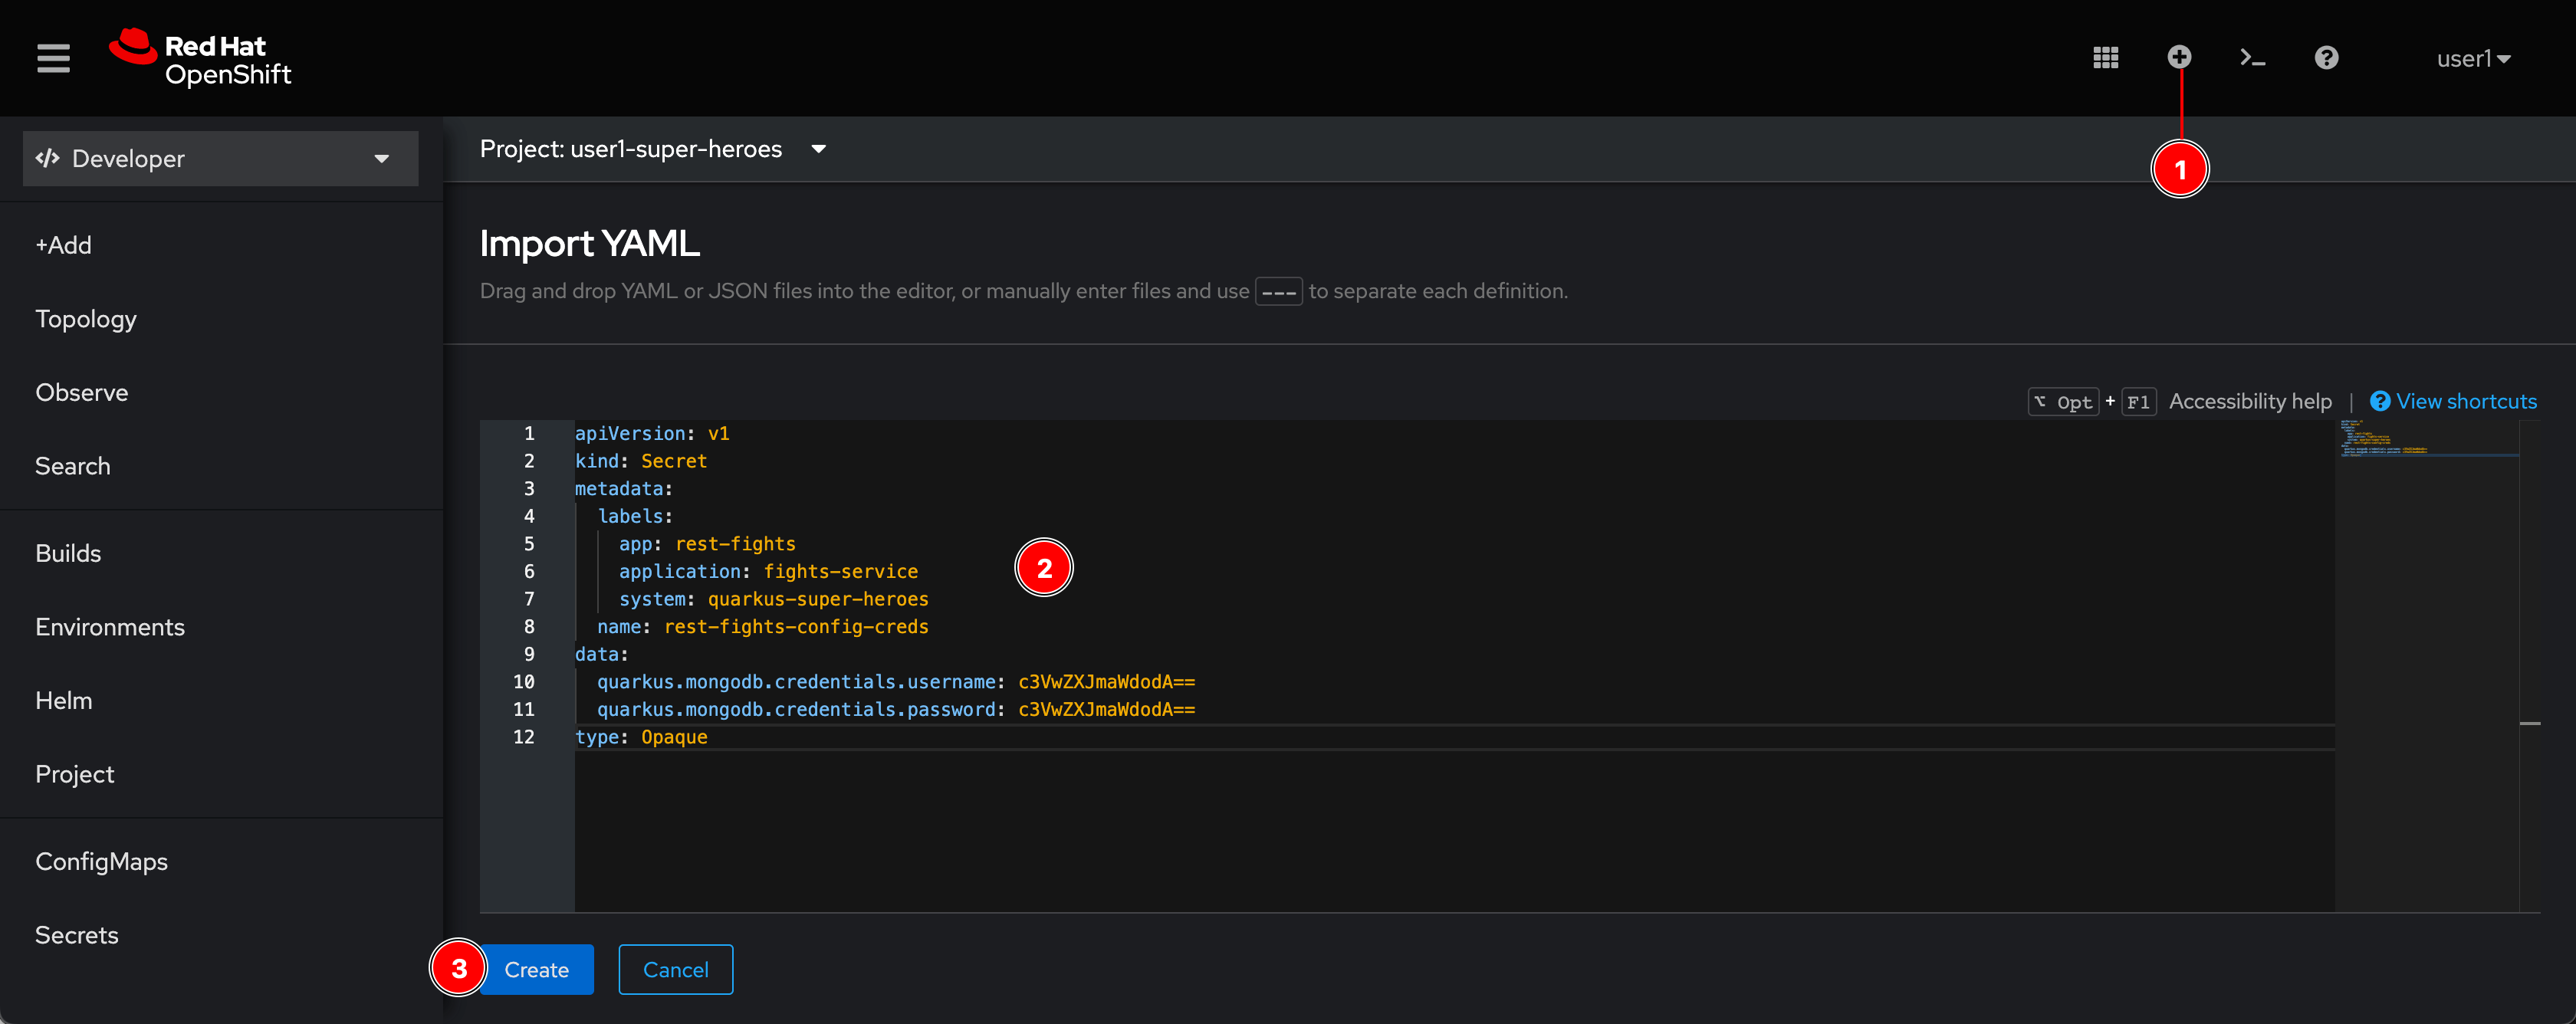 Red Hat
OpenShift
user1
1
Developer
Project: user1-super-heroes
+Add
Topology
Observe
Search
Builds
Environments
Helm
Project
ConfigMaps
Secrets
Import YAML
Drag and drop YAML or JSON files into the editor, or manually enter files and use --- to separate each definition.
⌥ Opt + F1 Accessibility help | View shortcuts
1 apiVersion: v1
2 kind: Secret
3 metadata:
4 labels:
5 app: rest-fights
6 application: fights-service
7 system: quarkus-super-heroes
8 name: rest-fights-config-creds
9 data:
10 quarkus.mongodb.credentials.username: c3VwZXJmaWdodA==
11 quarkus.mongodb.credentials.password: c3VwZXJmaWdodA==
12 type: Opaque
2
3
Create
Cancel